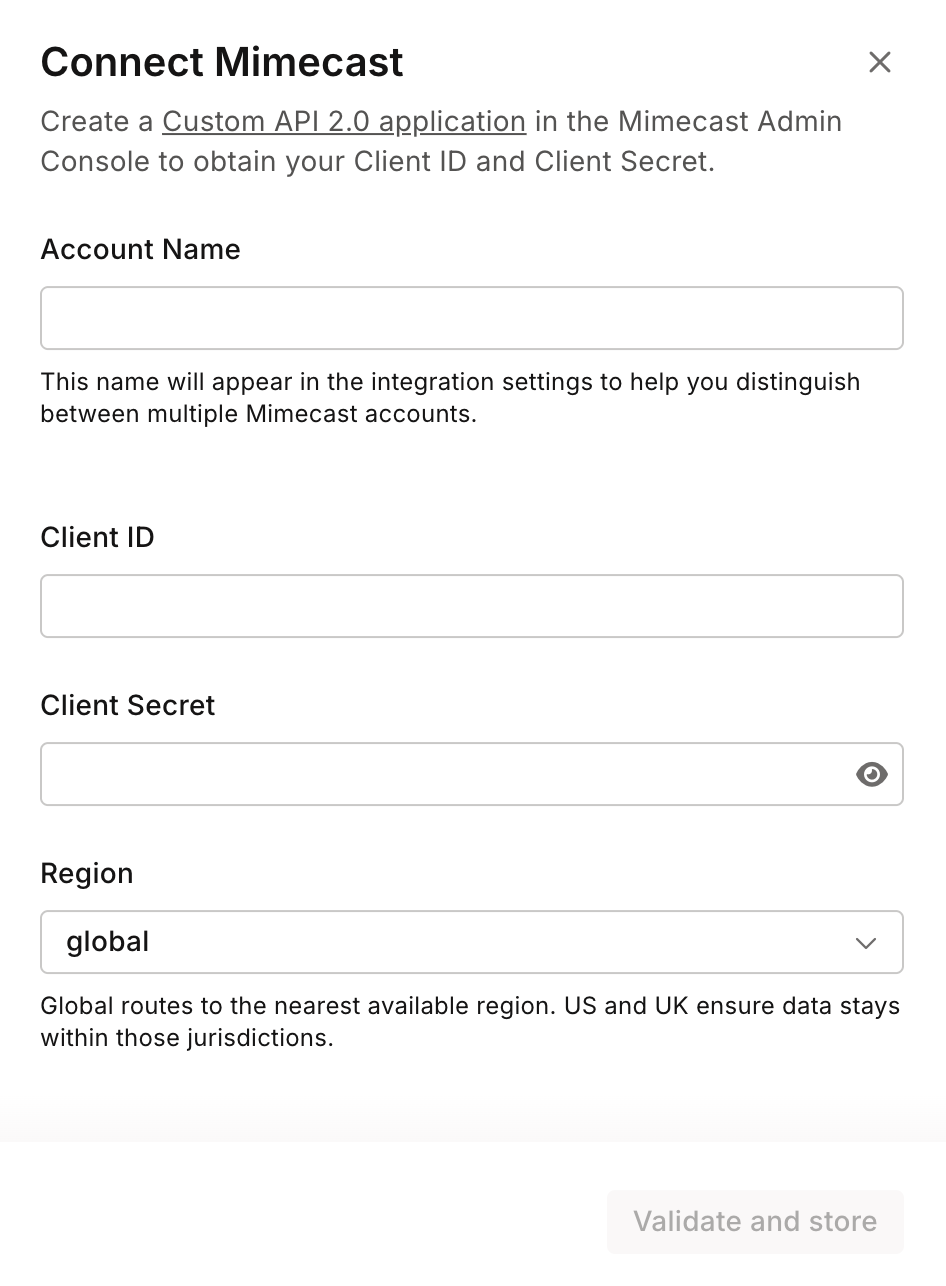 Connect Mimecast
Create a Custom API 2.0 application in the Mimecast Admin
Console to obtain your Client ID and Client Secret.
Account Name
This name will appear in the integration settings to help you distinguish
between multiple Mimecast accounts.
Client ID
Client Secret
Region
global
Global routes to the nearest available region. US and UK ensure data stays
within those jurisdictions.
Validate and store